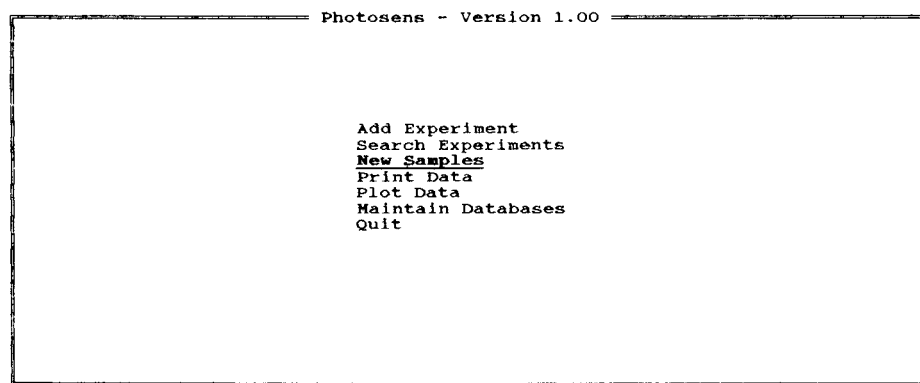 Photosens - Version 1.00
Add Experiment
Search Experiments
New Samples
Print Data
Plot Data
Maintain Databases
Quit